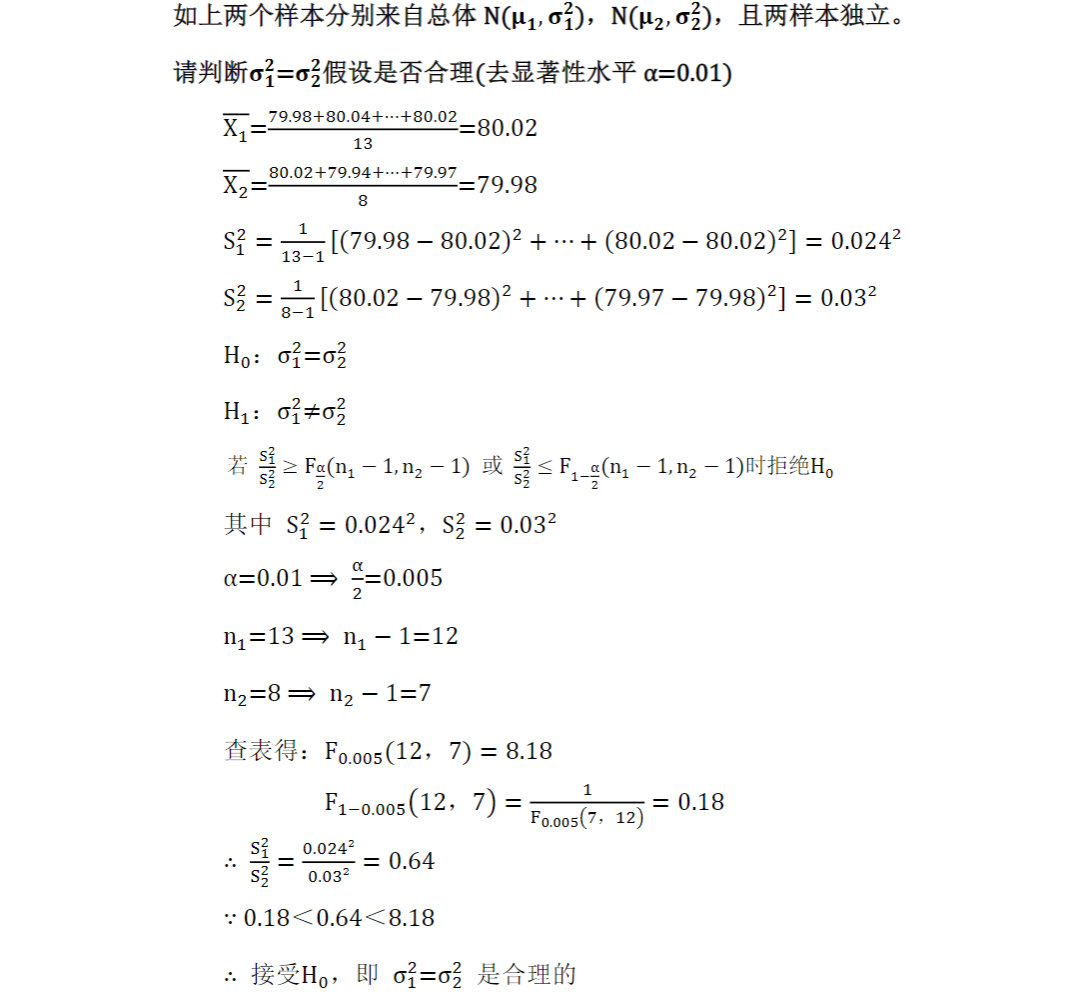 如上两个样本分别来自总体 N(μ₁,σ₁²)，N(μ₂,σ₂²)，且两样本独立。
请判断σ₁²=σ₂²假设是否合理(去显著性水平 α=0.01)
X̅₁=(79.98+80.04+⋯+80.02)/13=80.02
X̅₂=(80.02+79.94+⋯+79.97)/8=79.98
S₁² = 1/(13−1) [(79.98 − 80.02)² + ⋯ + (80.02 − 80.02)²] = 0.024²
S₂² = 1/(8−1) [(80.02 − 79.98)² + ⋯ + (79.97 − 79.98)²] = 0.03²
H₀：σ₁²=σ₂²
H₁：σ₁²≠σ₂²
若 S₁²/S₂² ≥ F_{α/2}(n₁ − 1, n₂ − 1) 或 S₁²/S₂² ≤ F_{1−α/2}(n₁ − 1, n₂ − 1)时拒绝H₀
其中 S₁² = 0.024²，S₂² = 0.03²
α=0.01 ⟹ α/2=0.005
n₁=13 ⟹ n₁ − 1=12
n₂=8 ⟹ n₂ − 1=7
查表得：F₀.₀₀₅(12，7) = 8.18
F₁₋₀.₀₀₅(12，7) = 1/F₀.₀₀₅(7，12) = 0.18
∴ S₁²/S₂² = 0.024²/0.03² = 0.64
∵ 0.18＜0.64＜8.18
∴ 接受H₀，即 σ₁²=σ₂² 是合理的